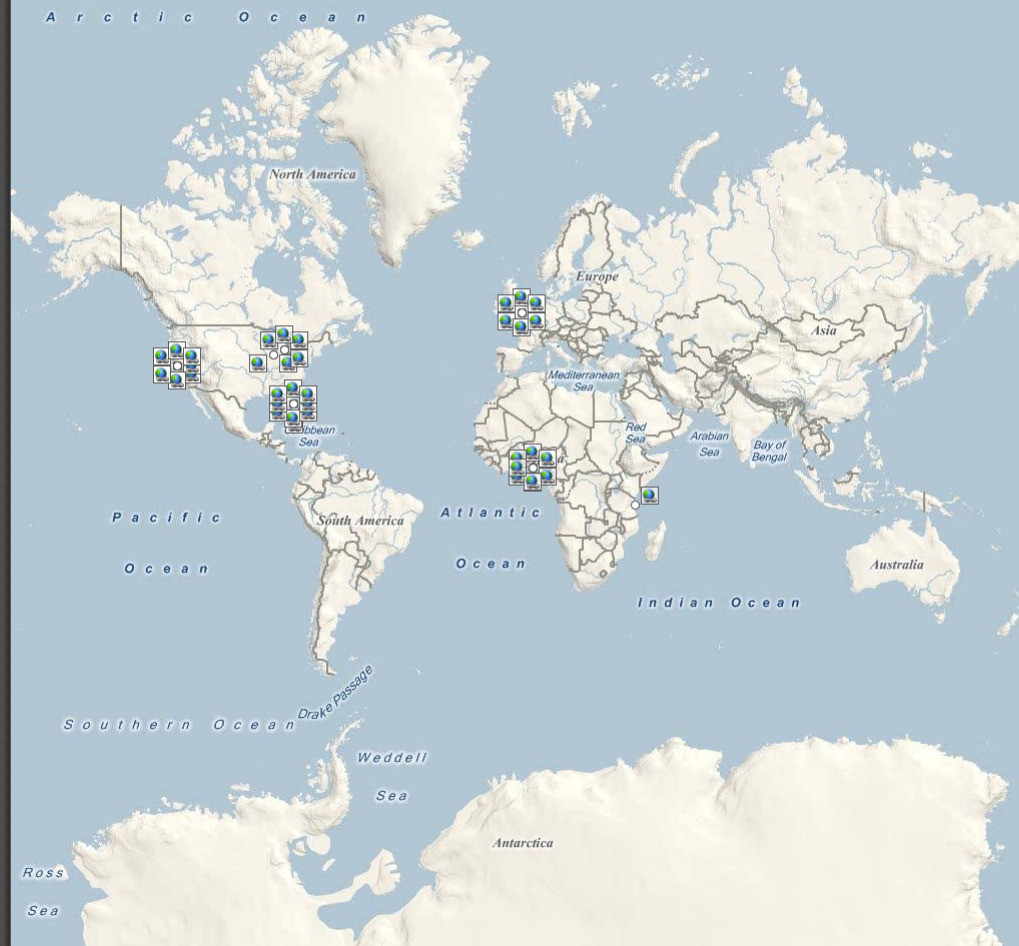 Arctic Ocean
North America
Europe
Asia
Mediterranean
Sea
Red
Sea
Arabian
Sea
Bay of
Bengal
Sea
Pacific
Ocean
South America
Atlantic
Ocean
Australia
Indian Ocean
Drake Passage
Southern Ocean
Weddell
Sea
Antarctica
Ross
Sea